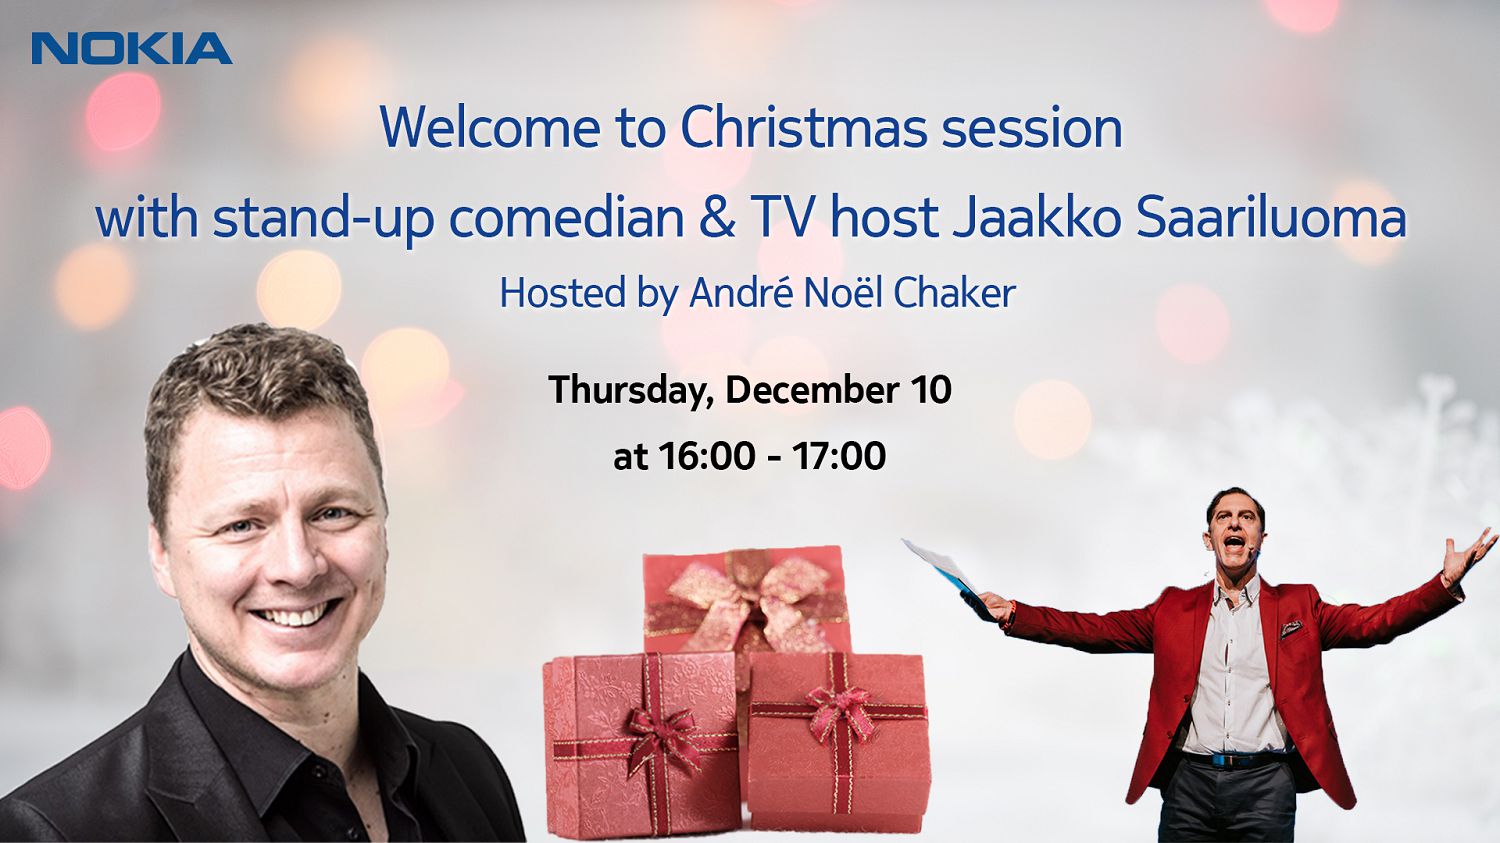 NOKIA
Welcome to Christmas session
with stand-up comedian & TV host Jaakko Saariluoma
Hosted by André Noël Chaker
Thursday, December 10
at 16:00 - 17:00